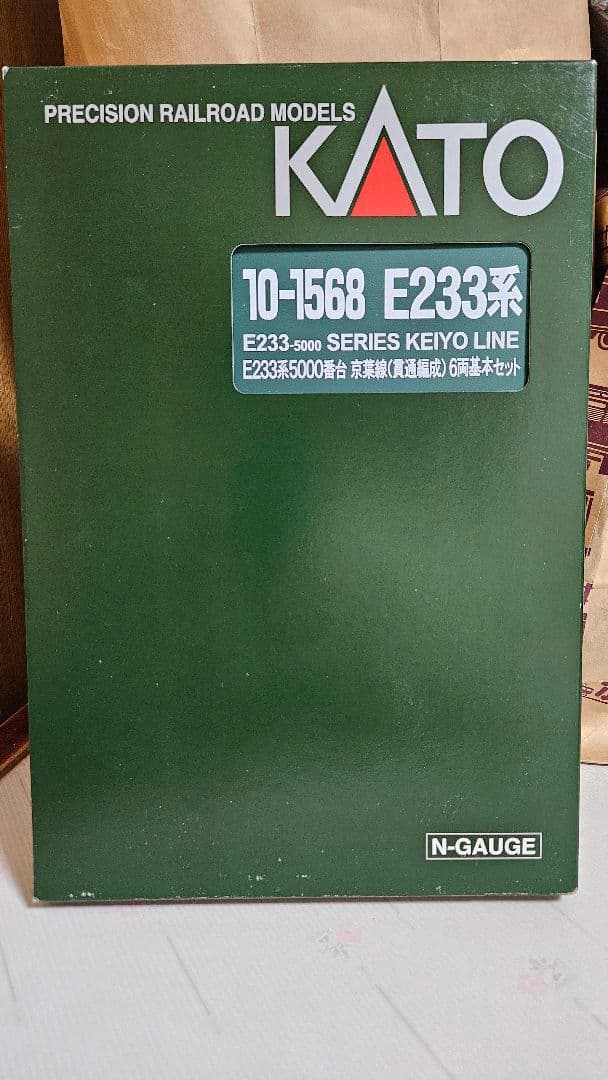 PRECISION RAILROAD MODELS
KATO
10-1568 E233系
E233-5000 SERIES KEIYO LINE
E233系5000番台 京葉線(貫通編成) 6両基本セット
N-GAUGE